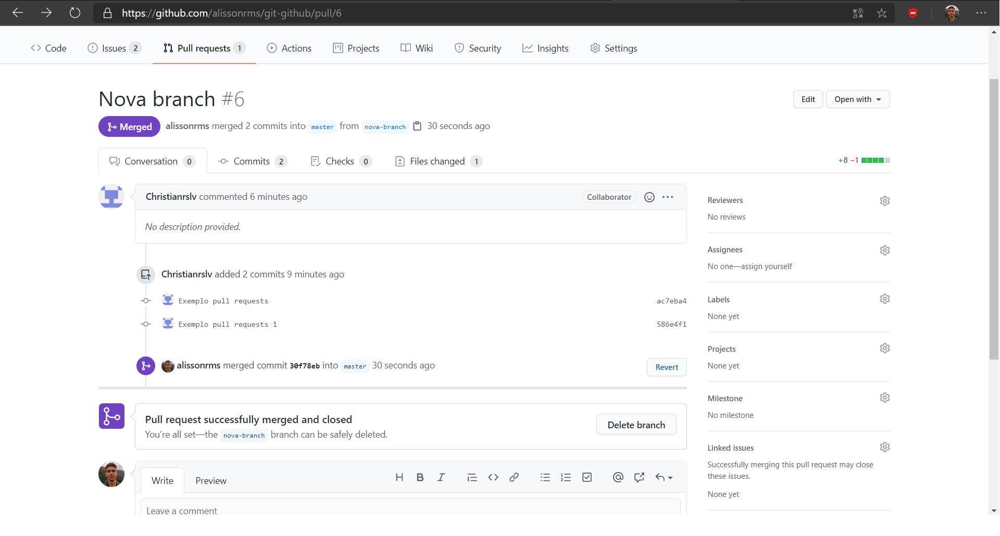 https://github.com/alissonrms/git-github/pull/6
Code Issues 2 Pull requests 1 Actions Projects Wiki Security Insights Settings
Nova branch #6
Edit Open with
Merged alissonrms merged 2 commits into master from nova-branch 30 seconds ago
Conversation 0 Commits 2 Checks 0 Files changed 1 +8 −1
Christianrslv commented 6 minutes ago Collaborator
No description provided.
Christianrslv added 2 commits 9 minutes ago
Exemplo pull requests ac7eba4
Exemplo pull requests 1 586e4f1
alissonrms merged commit 30f78eb into master 30 seconds ago Revert
Pull request successfully merged and closed
You’re all set—the nova-branch branch can be safely deleted.
Delete branch
Write Preview
Leave a comment
Reviewers
No reviews
Assignees
No one—assign yourself
Labels
None yet
Projects
None yet
Milestone
No milestone
Linked issues
Successfully merging this pull request may close
these issues.
None yet